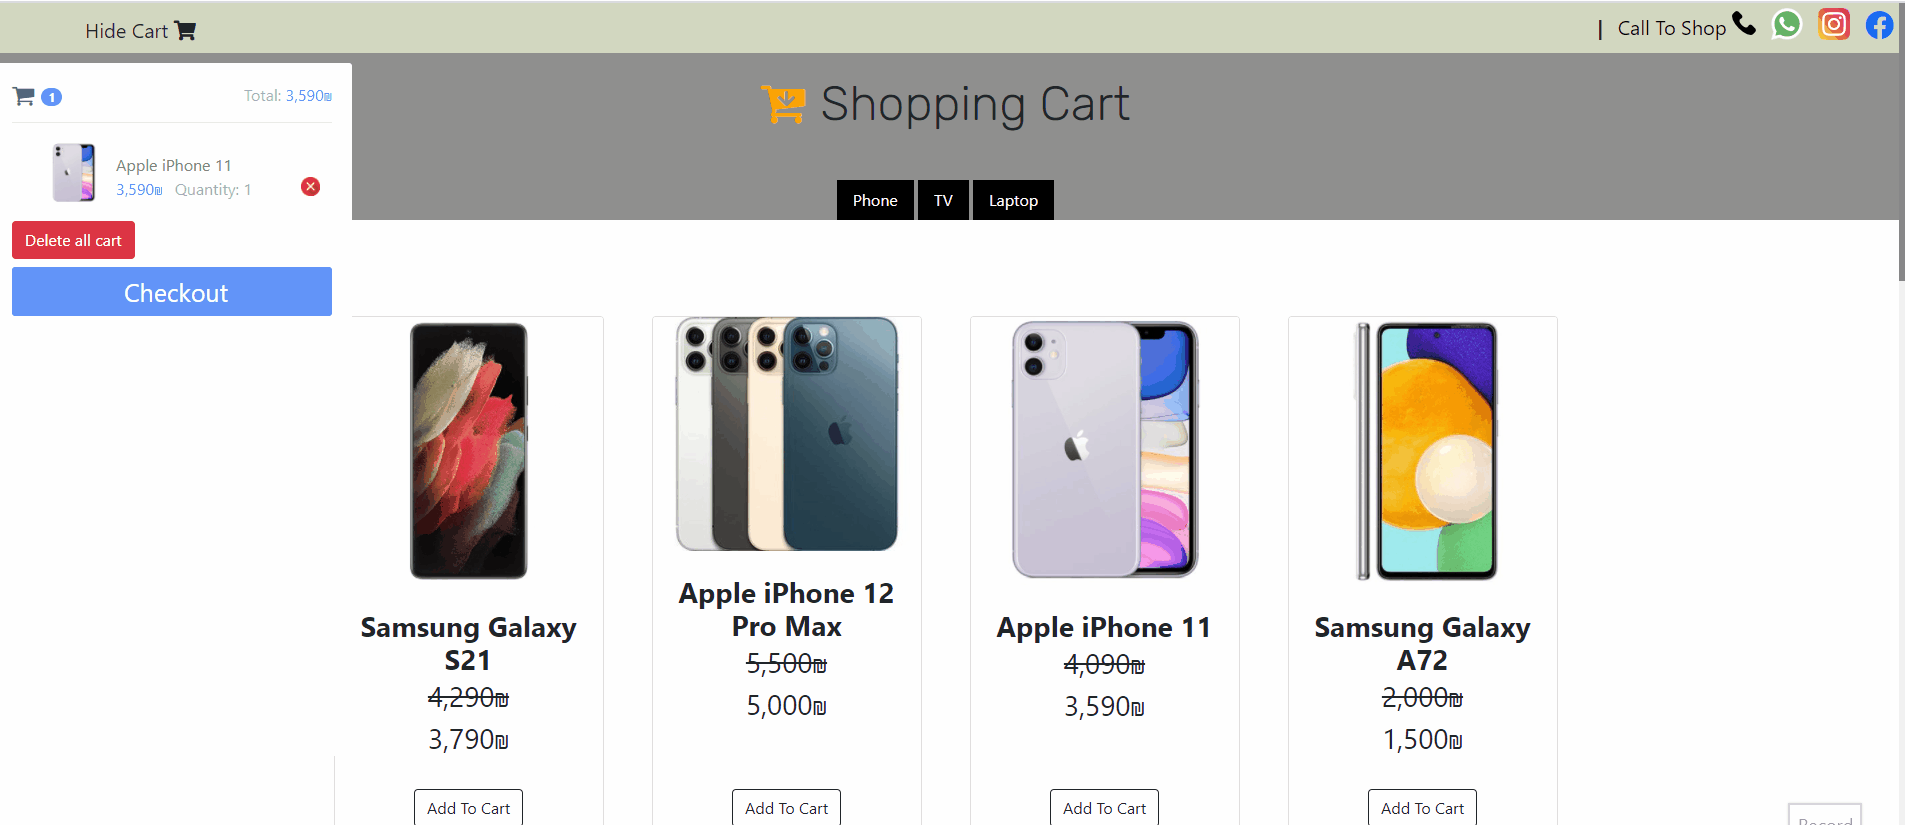 Hide Cart
| Call To Shop
1 Total: 3,590₪
Shopping Cart
Apple iPhone 11
3,590₪ Quantity: 1
Phone TV Laptop
Delete all cart
Checkout
Samsung Galaxy
S21
4,290₪
3,790₪
Add To Cart
Apple iPhone 12
Pro Max
5,500₪
5,000₪
Add To Cart
Apple iPhone 11
4,090₪
3,590₪
Add To Cart
Samsung Galaxy
A72
2,000₪
1,500₪
Add To Cart
Record